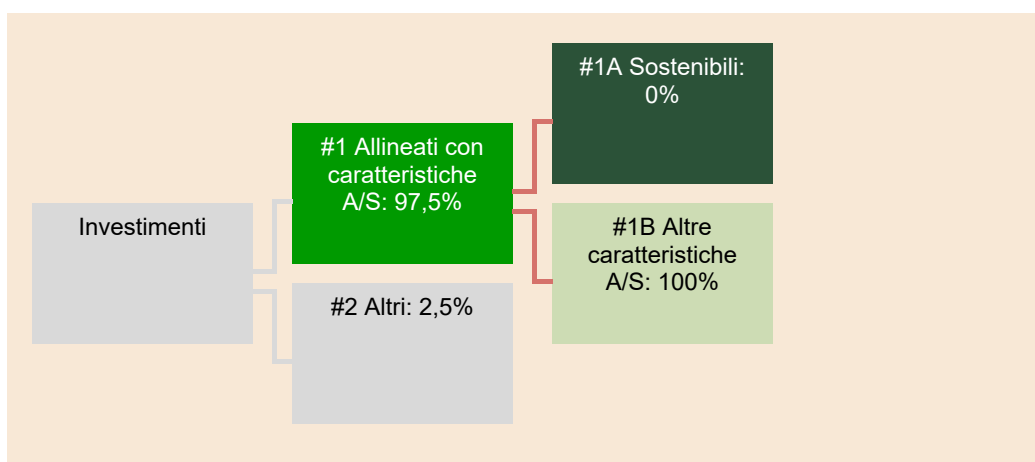 Investimenti
#1 Allineati con
caratteristiche
A/S: 97,5%
#2 Altri: 2,5%
#1A Sostenibili:
0%
#1B Altre
caratteristiche
A/S: 100%